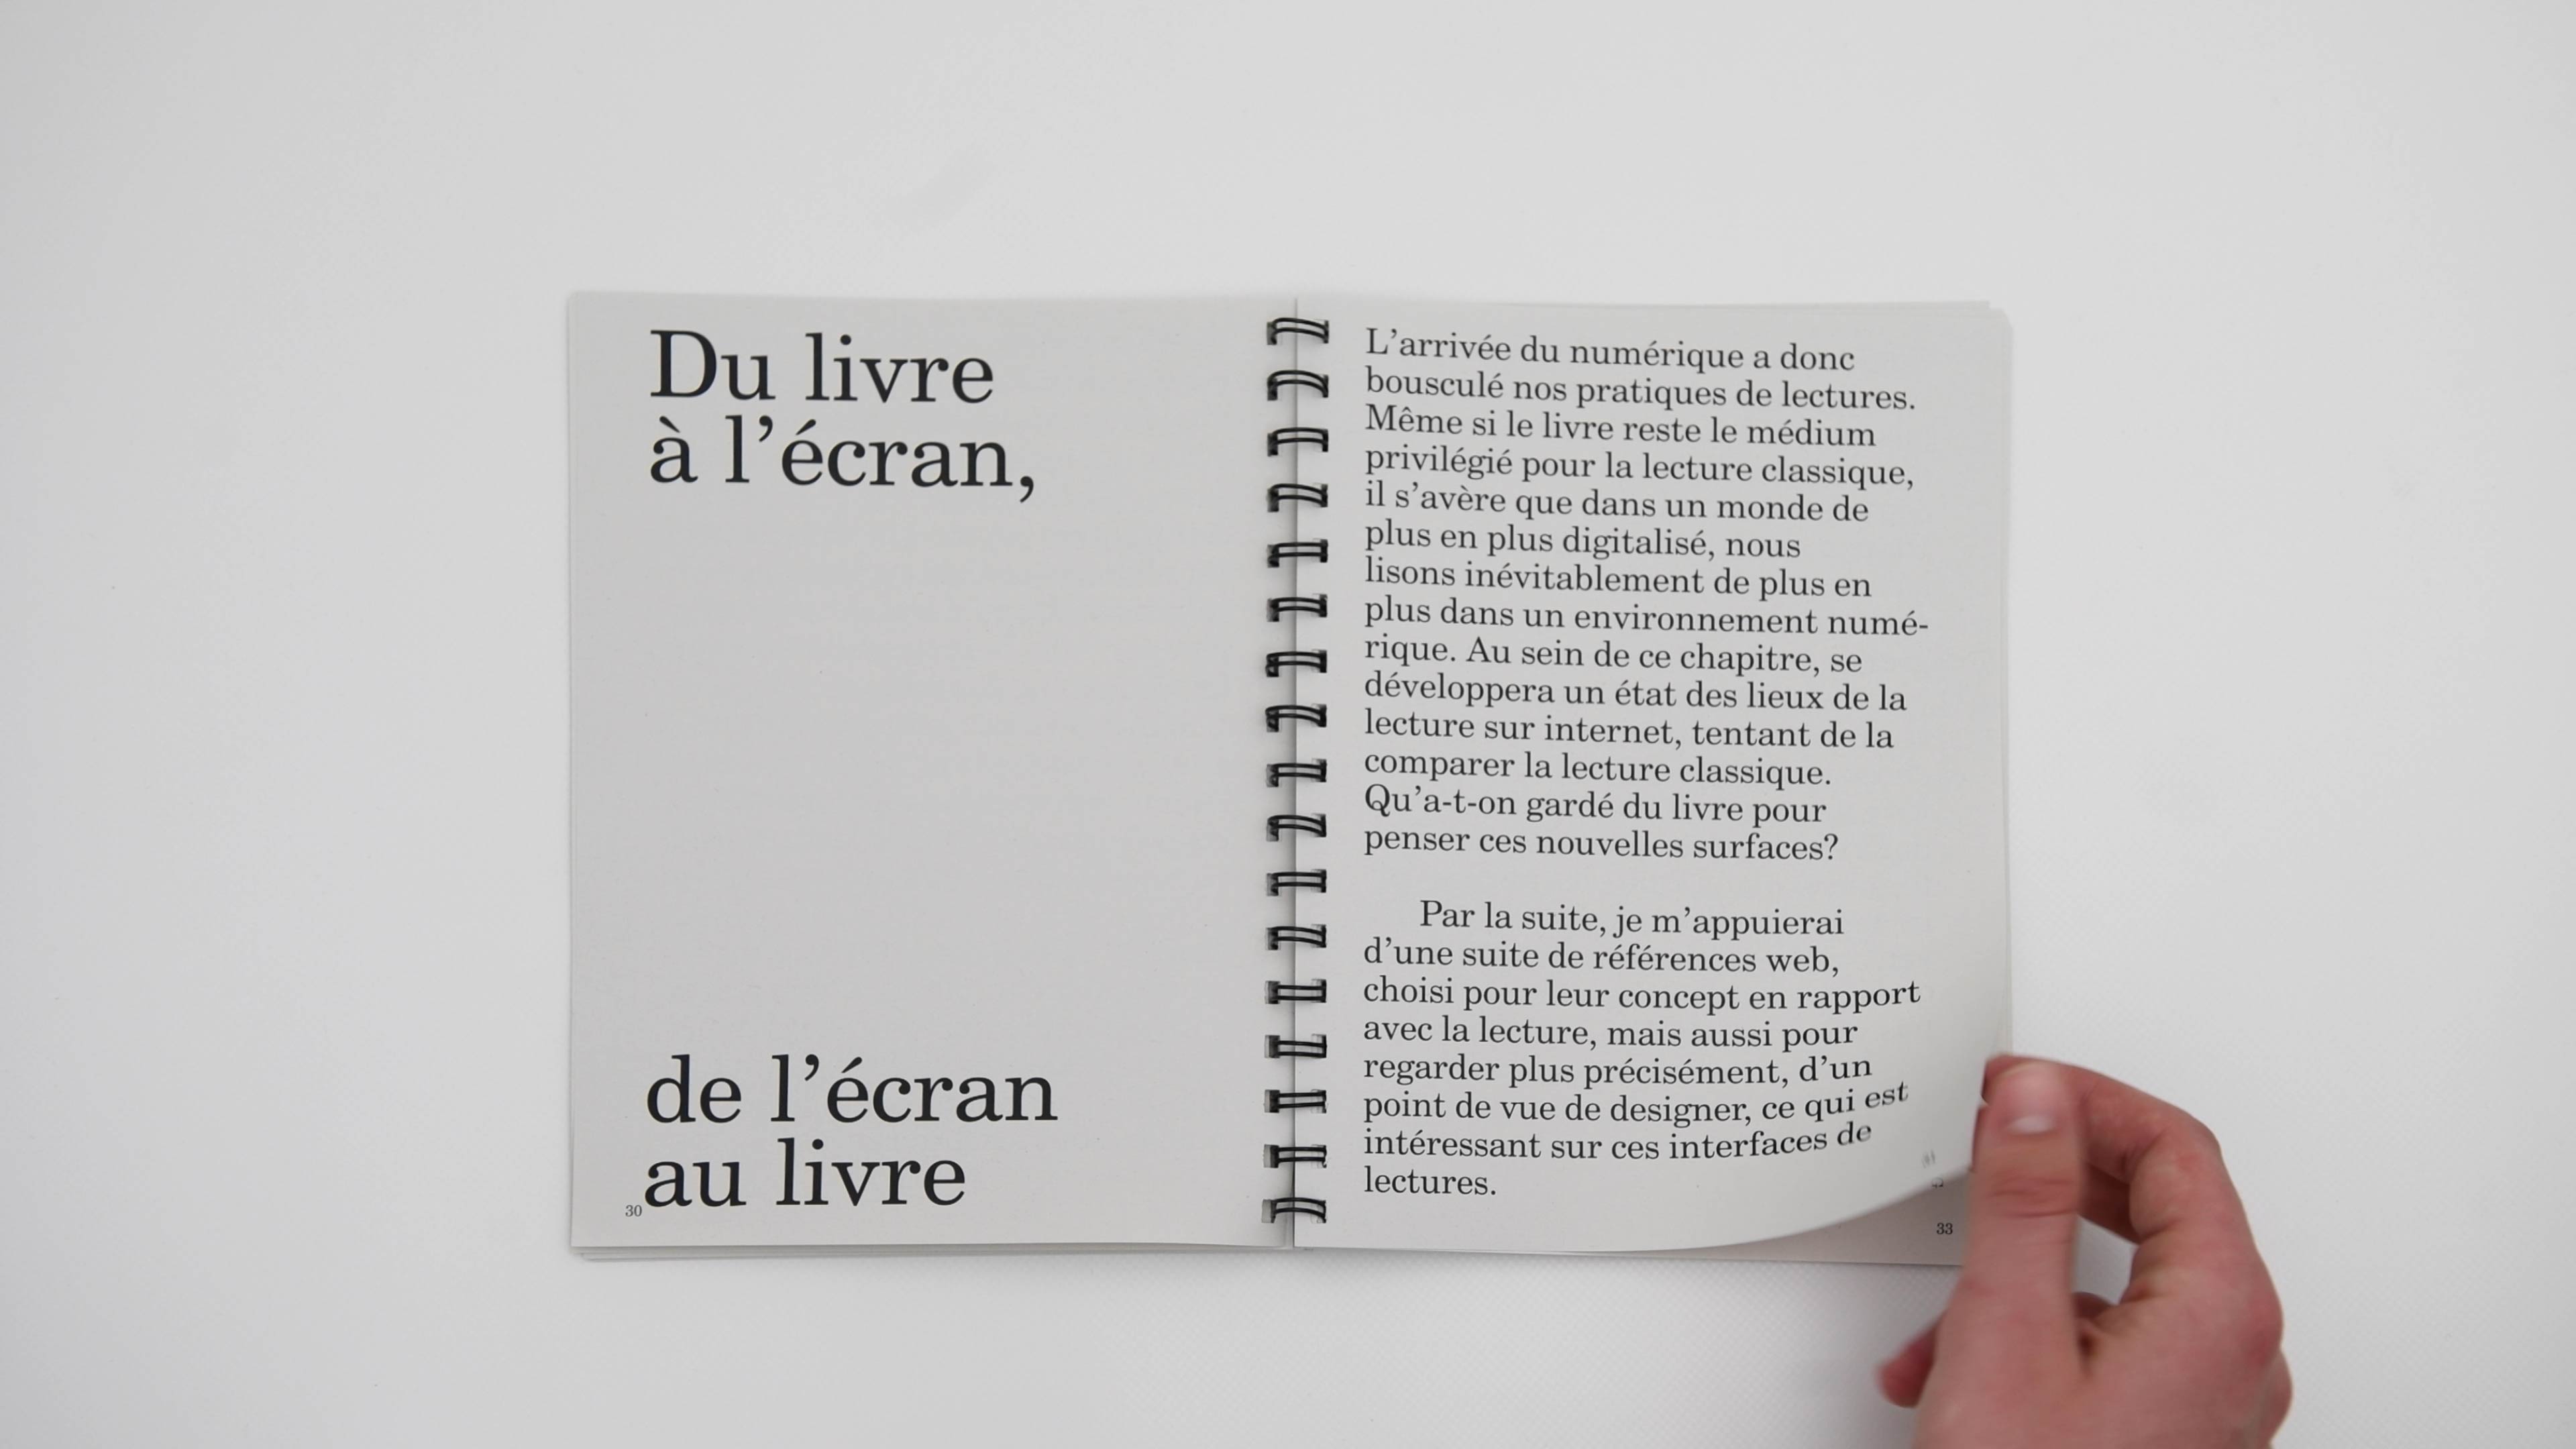 Du livre
à l’écran,
de l’écran
au livre
30
L’arrivée du numérique a donc
bousculé nos pratiques de lectures.
Même si le livre reste le médium
privilégié pour la lecture classique,
il s’avère que dans un monde de
plus en plus digitalisé, nous
lisons inévitablement de plus en
plus dans un environnement numé-
rique. Au sein de ce chapitre, se
développera un état des lieux de la
lecture sur internet, tentant de la
comparer la lecture classique.
Qu’a-t-on gardé du livre pour
penser ces nouvelles surfaces?
Par la suite, je m’appuierai
d’une suite de références web,
choisi pour leur concept en rapport
avec la lecture, mais aussi pour
regarder plus précisément, d’un
point de vue de designer, ce qui est
intéressant sur ces interfaces de
lectures.
33